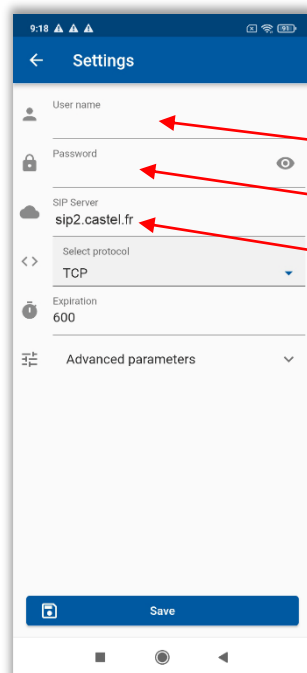 9:18
91
Settings
User name
Password
SIP Server
sip2.castel.fr
Select protocol
TCP
Expiration
600
Advanced parameters
Save